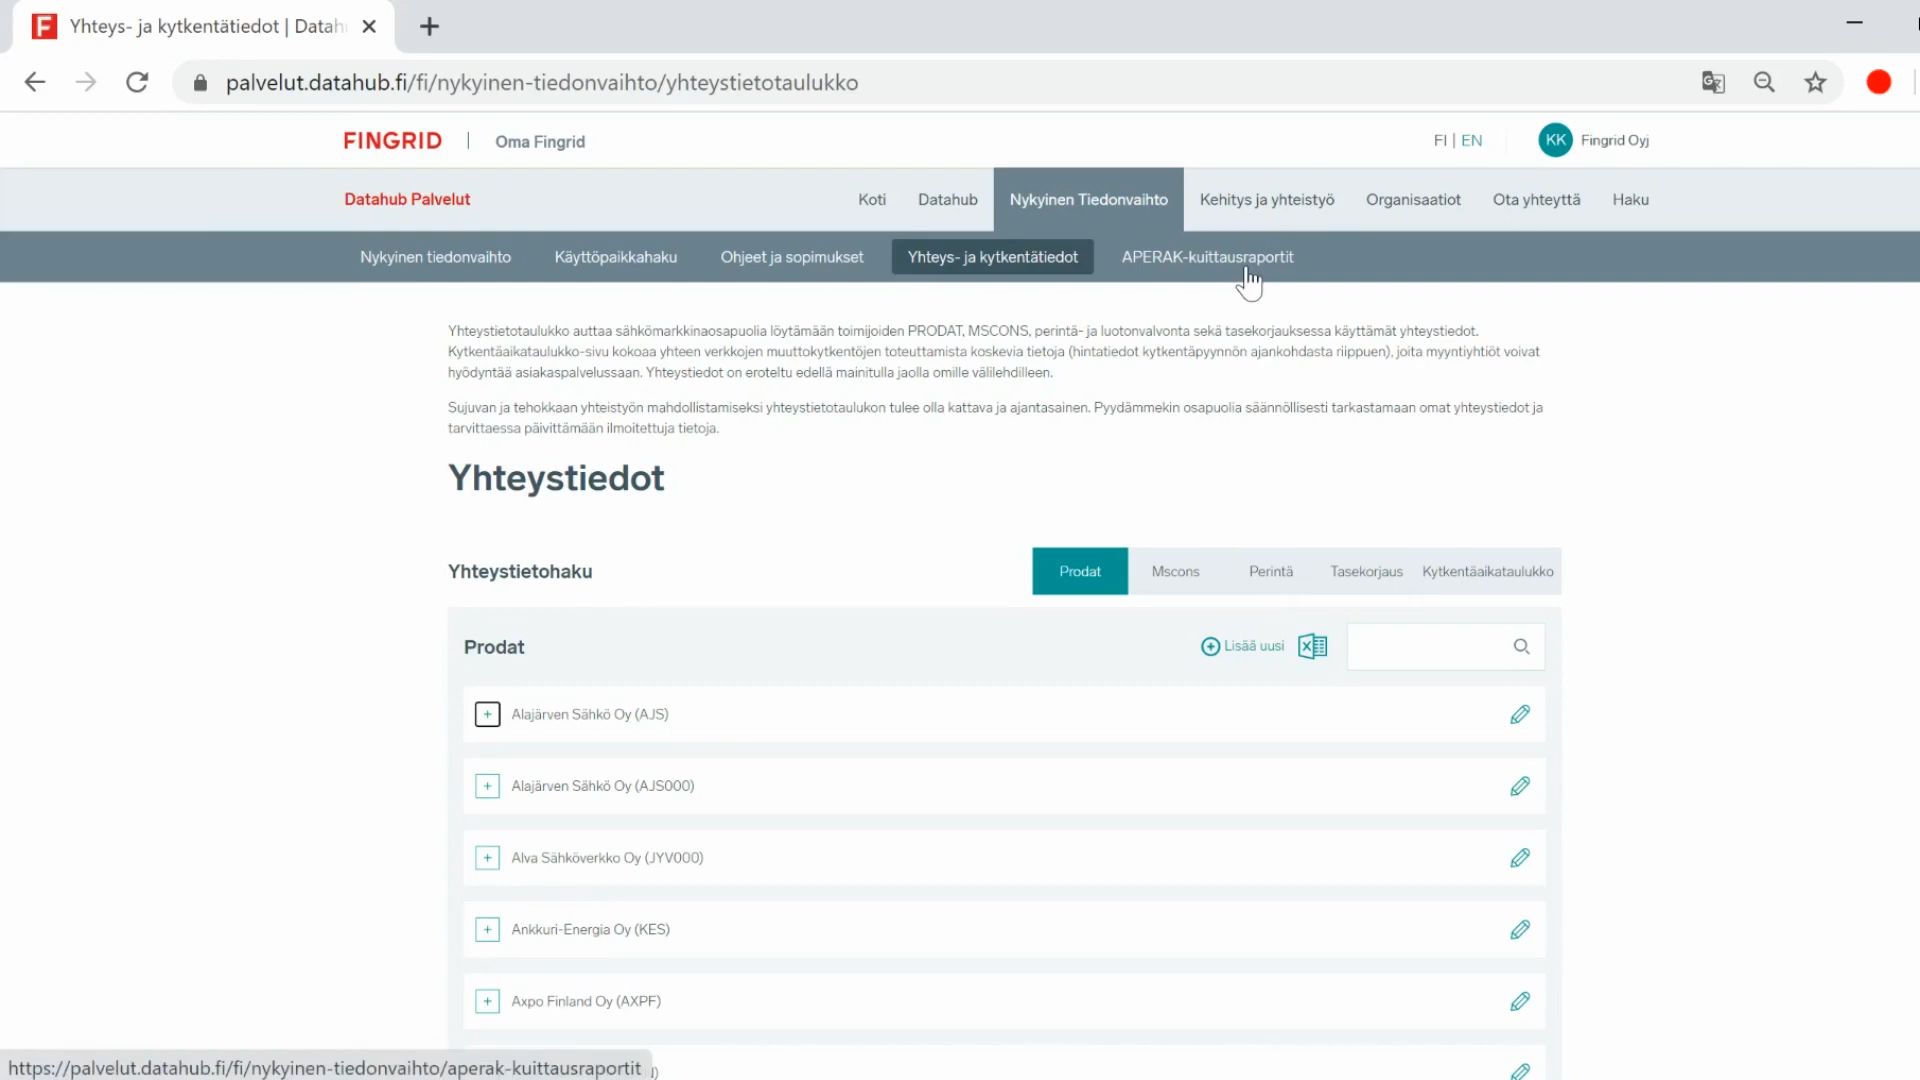 F Yhteys- ja kytkentätiedot | Datah
palvelut.datahub.fi/fi/nykyinen-tiedonvaihto/yhteystietotaulukko
FINGRID | Oma Fingrid
FI | EN
KK Fingrid Oyj
Datahub Palvelut
Koti Datahub Nykyinen Tiedonvaihto Kehitys ja yhteistyö Organisaatiot Ota yhteyttä Haku
Nykyinen tiedonvaihto Käyttöpaikkahaku Ohjeet ja sopimukset Yhteys- ja kytkentätiedot APERAK-kuittausraportit
Yhteystietotaulukko auttaa sähkömarkkinaosapuolia löytämään toimijoiden PRODAT, MSCONS, perintä- ja luotonvalvonta sekä tasekorjauksessa käyttämät yhteystiedot.
Kytkentäaikataulukko-sivu kokoaa yhteen verkkojen muuttokytkentöjen toteuttamista koskevia tietoja (hintatiedot kytkentäpyynnön ajankohdasta riippuen), joita myyntiyhtiöt voivat
hyödyntää asiakaspalvelussaan. Yhteystiedot on eroteltu edellä mainitulla jaolla omille välilehdilleen.
Sujuvan ja tehokkaan yhteistyön mahdollistamiseksi yhteystietotaulukon tulee olla kattava ja ajantasainen. Pyydämmekin osapuolia säännöllisesti tarkastamaan omat yhteystiedot ja
tarvittaessa päivittämään ilmoitettuja tietoja.
Yhteystiedot
Yhteystietohaku
Prodat Mscons Perintä Tasekorjaus Kytkentäaikataulukko
Prodat
Lisää uusi
Alajärven Sähkö Oy (AJS)
Alajärven Sähkö Oy (AJS000)
Alva Sähköverkko Oy (JYV000)
Ankkuri-Energia Oy (KES)
Axpo Finland Oy (AXPF)
https://palvelut.datahub.fi/fi/nykyinen-tiedonvaihto/aperak-kuittausraportit